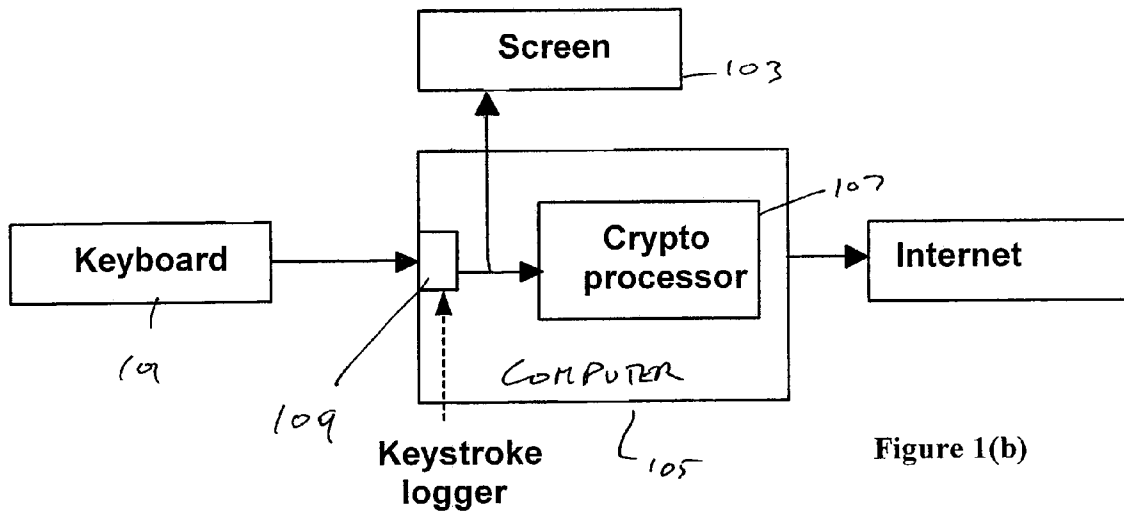 Screen
103
107
Crypto
processor
Keyboard
Internet
COMPUTER
109
105
Keystroke
logger
Figure 1(b)